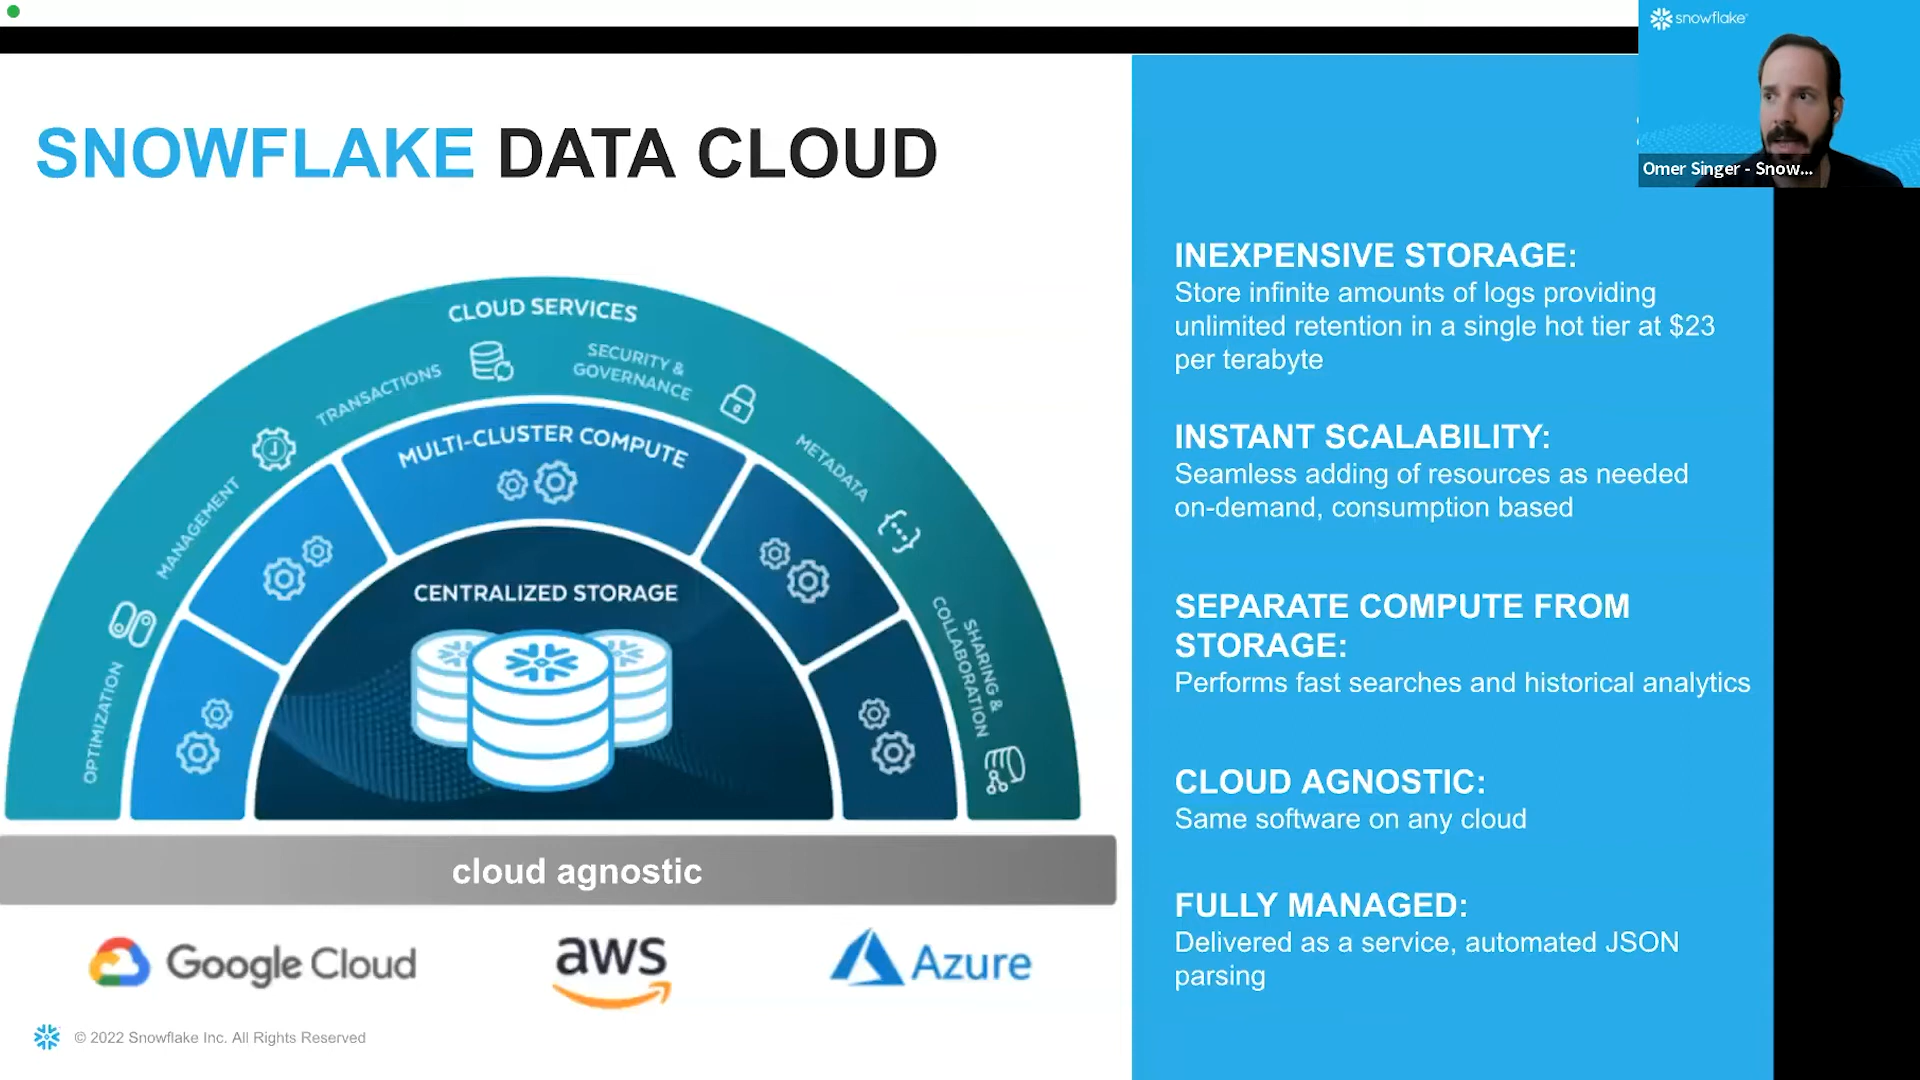 snowflake
Omer Singer - Snow...
SNOWFLAKE DATA CLOUD
CLOUD SERVICES
OPTIMIZATION
MANAGEMENT
TRANSACTIONS
SECURITY &
GOVERNANCE
METADATA
SHARING &
COLLABORATION
MULTI-CLUSTER COMPUTE
CENTRALIZED STORAGE
cloud agnostic
Google Cloud
aws
Azure
© 2022 Snowflake Inc. All Rights Reserved
INEXPENSIVE STORAGE:
Store infinite amounts of logs providing
unlimited retention in a single hot tier at $23
per terabyte
INSTANT SCALABILITY:
Seamless adding of resources as needed
on-demand, consumption based
SEPARATE COMPUTE FROM
STORAGE:
Performs fast searches and historical analytics
CLOUD AGNOSTIC:
Same software on any cloud
FULLY MANAGED:
Delivered as a service, automated JSON
parsing